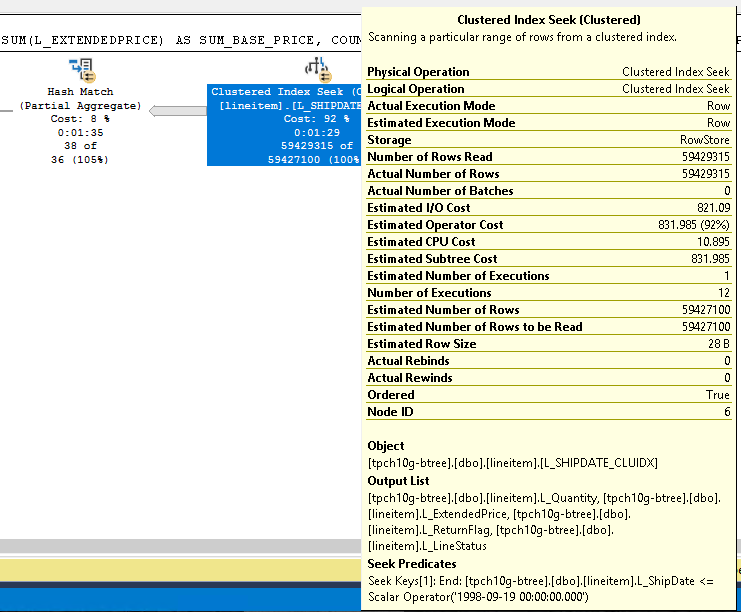 SUM(L_EXTENDEDPRICE) AS SUM_BASE_PRICE, COUN
Hash Match
(Partial Aggregate)
Cost: 8 %
0:01:35
38 of
36 (105%)
Clustered Index Seek (C
[lineitem].[L_SHIPDATE
Cost: 92 %
0:01:29
59429315 of
59427100 (100%
Clustered Index Seek (Clustered)
Scanning a particular range of rows from a clustered index.
Physical Operation Clustered Index Seek
Logical Operation Clustered Index Seek
Actual Execution Mode Row
Estimated Execution Mode Row
Storage RowStore
Number of Rows Read 59429315
Actual Number of Rows 59429315
Actual Number of Batches 0
Estimated I/O Cost 821.09
Estimated Operator Cost 831.985 (92%)
Estimated CPU Cost 10.895
Estimated Subtree Cost 831.985
Estimated Number of Executions 1
Number of Executions 12
Estimated Number of Rows 59427100
Estimated Number of Rows to be Read 59427100
Estimated Row Size 28 B
Actual Rebinds 0
Actual Rewinds 0
Ordered True
Node ID 6
Object
[tpch10g-btree].[dbo].[lineitem].[L_SHIPDATE_CLUIDX]
Output List
[tpch10g-btree].[dbo].[lineitem].L_Quantity, [tpch10g-btree].[dbo].
[lineitem].L_ExtendedPrice, [tpch10g-btree].[dbo].
[lineitem].L_ReturnFlag, [tpch10g-btree].[dbo].
[lineitem].L_LineStatus
Seek Predicates
Seek Keys[1]: End: [tpch10g-btree].[dbo].[lineitem].L_ShipDate <=
Scalar Operator('1998-09-19 00:00:00.000')